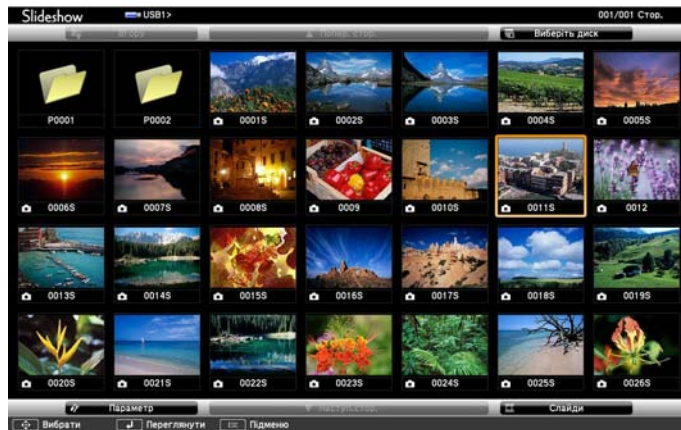 Slideshow USB1> 001/001 Стор.
Вгору ▲ Попер. стор. Виберіть диск
P0001 P0002 0001S 0002S 0003S 0004S 0005S
0006S 0007S 0008S 0009 0010S 0011S 0012
0013S 0014S 0015S 0016S 0017S 0018S 0019S
0020S 0021S 0022S 0023S 0024S 0025S 0026S
Параметр ▼ Наступ.стор. Слайди
Вибрати Переглянути Підменю